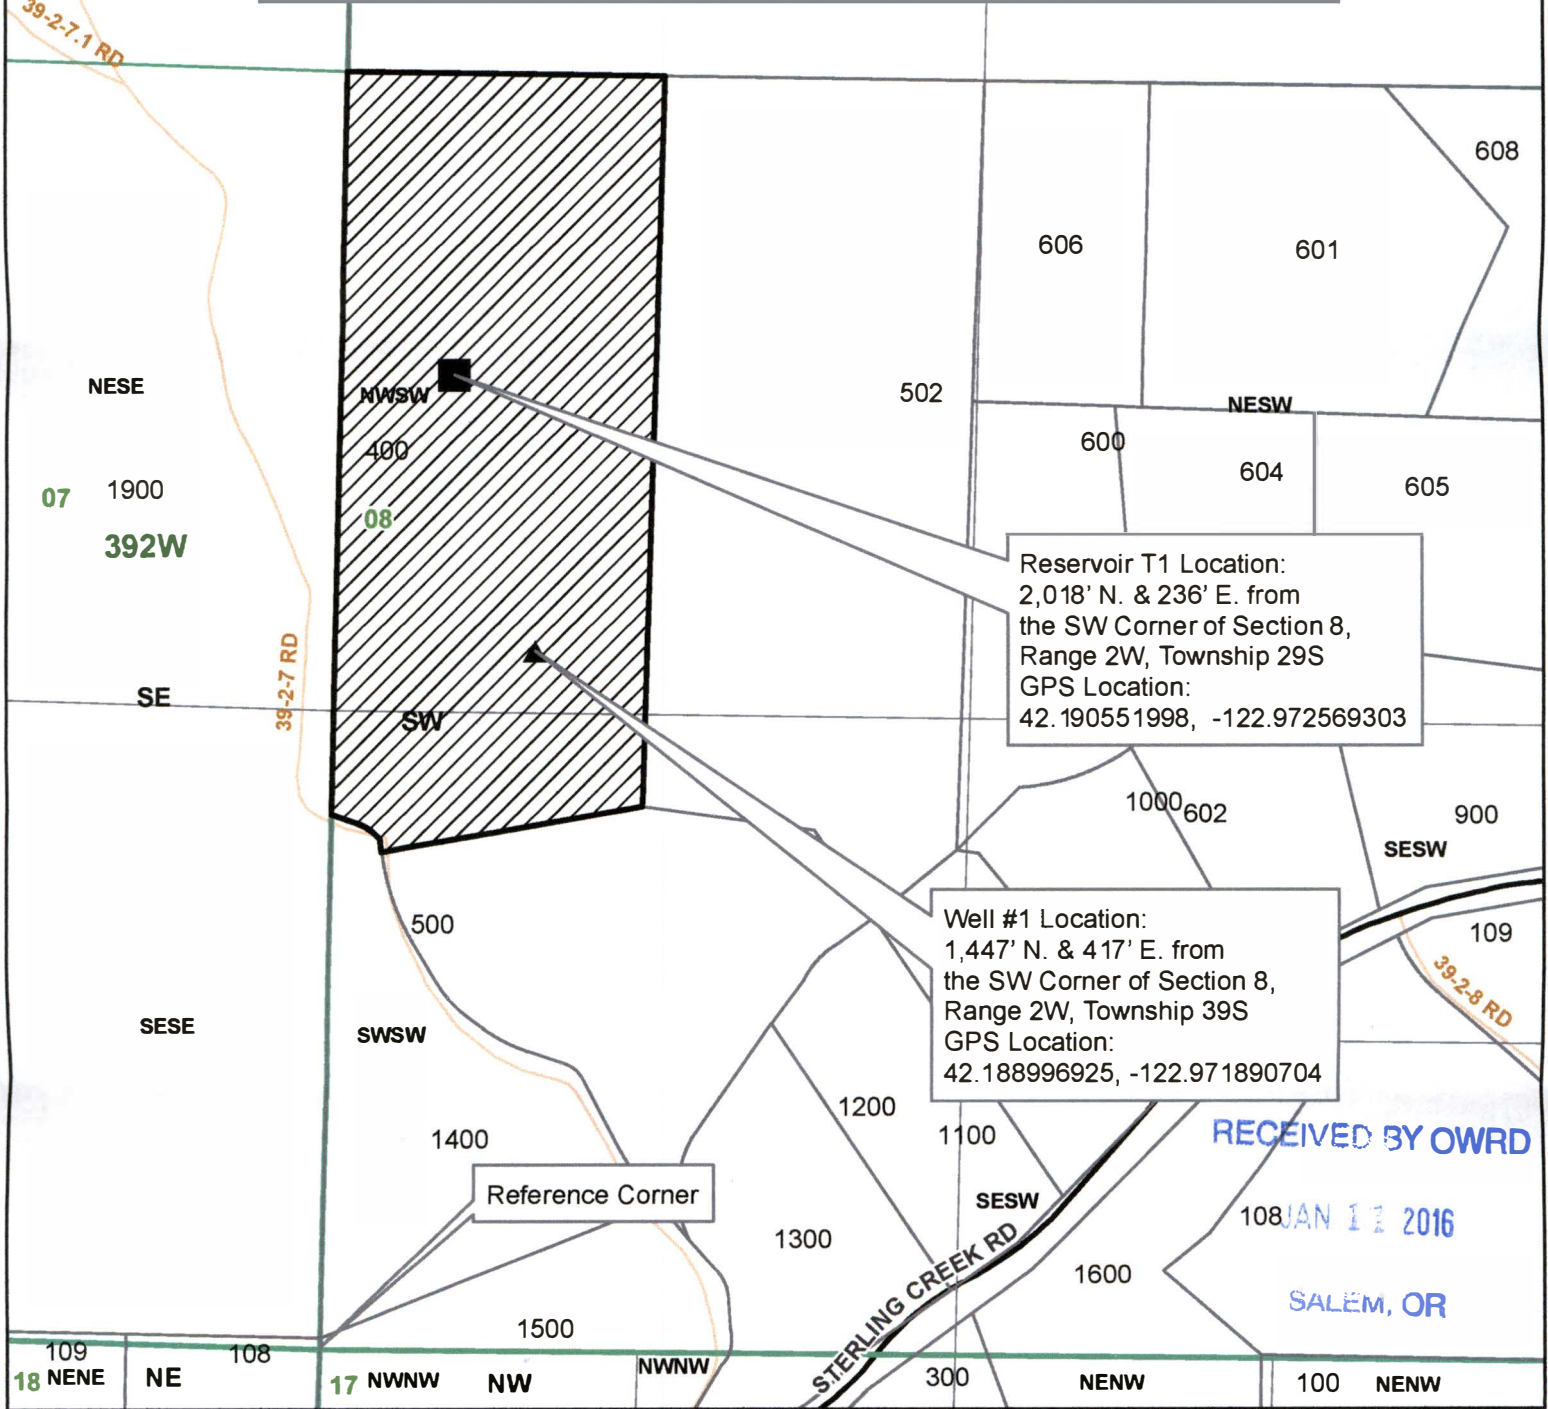 39-2-7.1 RD
608
606
601
NESE
NWSW
502
NESW
400
600
604
605
07
1900
08
392W
Reservoir T1 Location:
2,018' N. & 236' E. from
the SW Corner of Section 8,
Range 2W, Township 29S
GPS Location:
42.190551998, -122.972569303
39-2-7 RD
SE
SW
1000
602
900
SESW
500
Well #1 Location:
1,447' N. & 417' E. from
the SW Corner of Section 8,
Range 2W, Township 39S
GPS Location:
42.188996925, -122.971890704
109
39-2-8 RD
SESE
SWSW
1200
1100
1400
RECEIVED BY OWRD
Reference Corner
SESW
108
JAN 11 2016
1300
STERLING CREEK RD
1600
SALEM, OR
1500
109
108
18 NENE
NE
17 NWNW
NW
NWNW
300
NENW
100
NENW